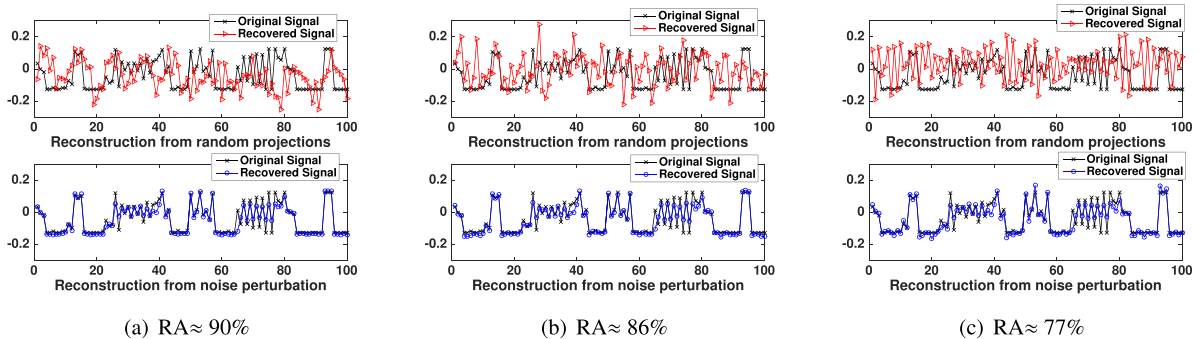 Original Signal
Recovered Signal
0.2
0
-0.2
0 20 40 60 80 100
Reconstruction from random projections
Original Signal
Recovered Signal
0.2
0
-0.2
0 20 40 60 80 100
Reconstruction from noise perturbation
(a) RA≈ 90%
Original Signal
Recovered Signal
0.2
0
-0.2
0 20 40 60 80 100
Reconstruction from random projections
Original Signal
Recovered Signal
0.2
0
-0.2
0 20 40 60 80 100
Reconstruction from noise perturbation
(b) RA≈ 86%
Original Signal
Recovered Signal
0.2
0
-0.2
0 20 40 60 80 100
Reconstruction from random projections
Original Signal
Recovered Signal
0.2
0
-0.2
0 20 40 60 80 100
Reconstruction from noise perturbation
(c) RA≈ 77%